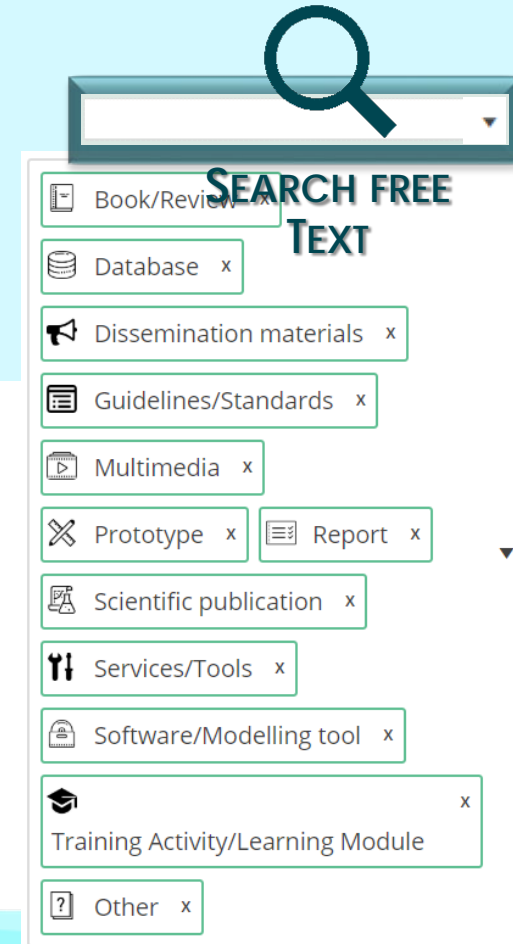 SEARCH FREE
TEXT
Book/Review x
Database x
Dissemination materials x
Guidelines/Standards x
Multimedia x
Prototype x Report x
Scientific publication x
Services/Tools x
Software/Modelling tool x
x
Training Activity/Learning Module
? Other x